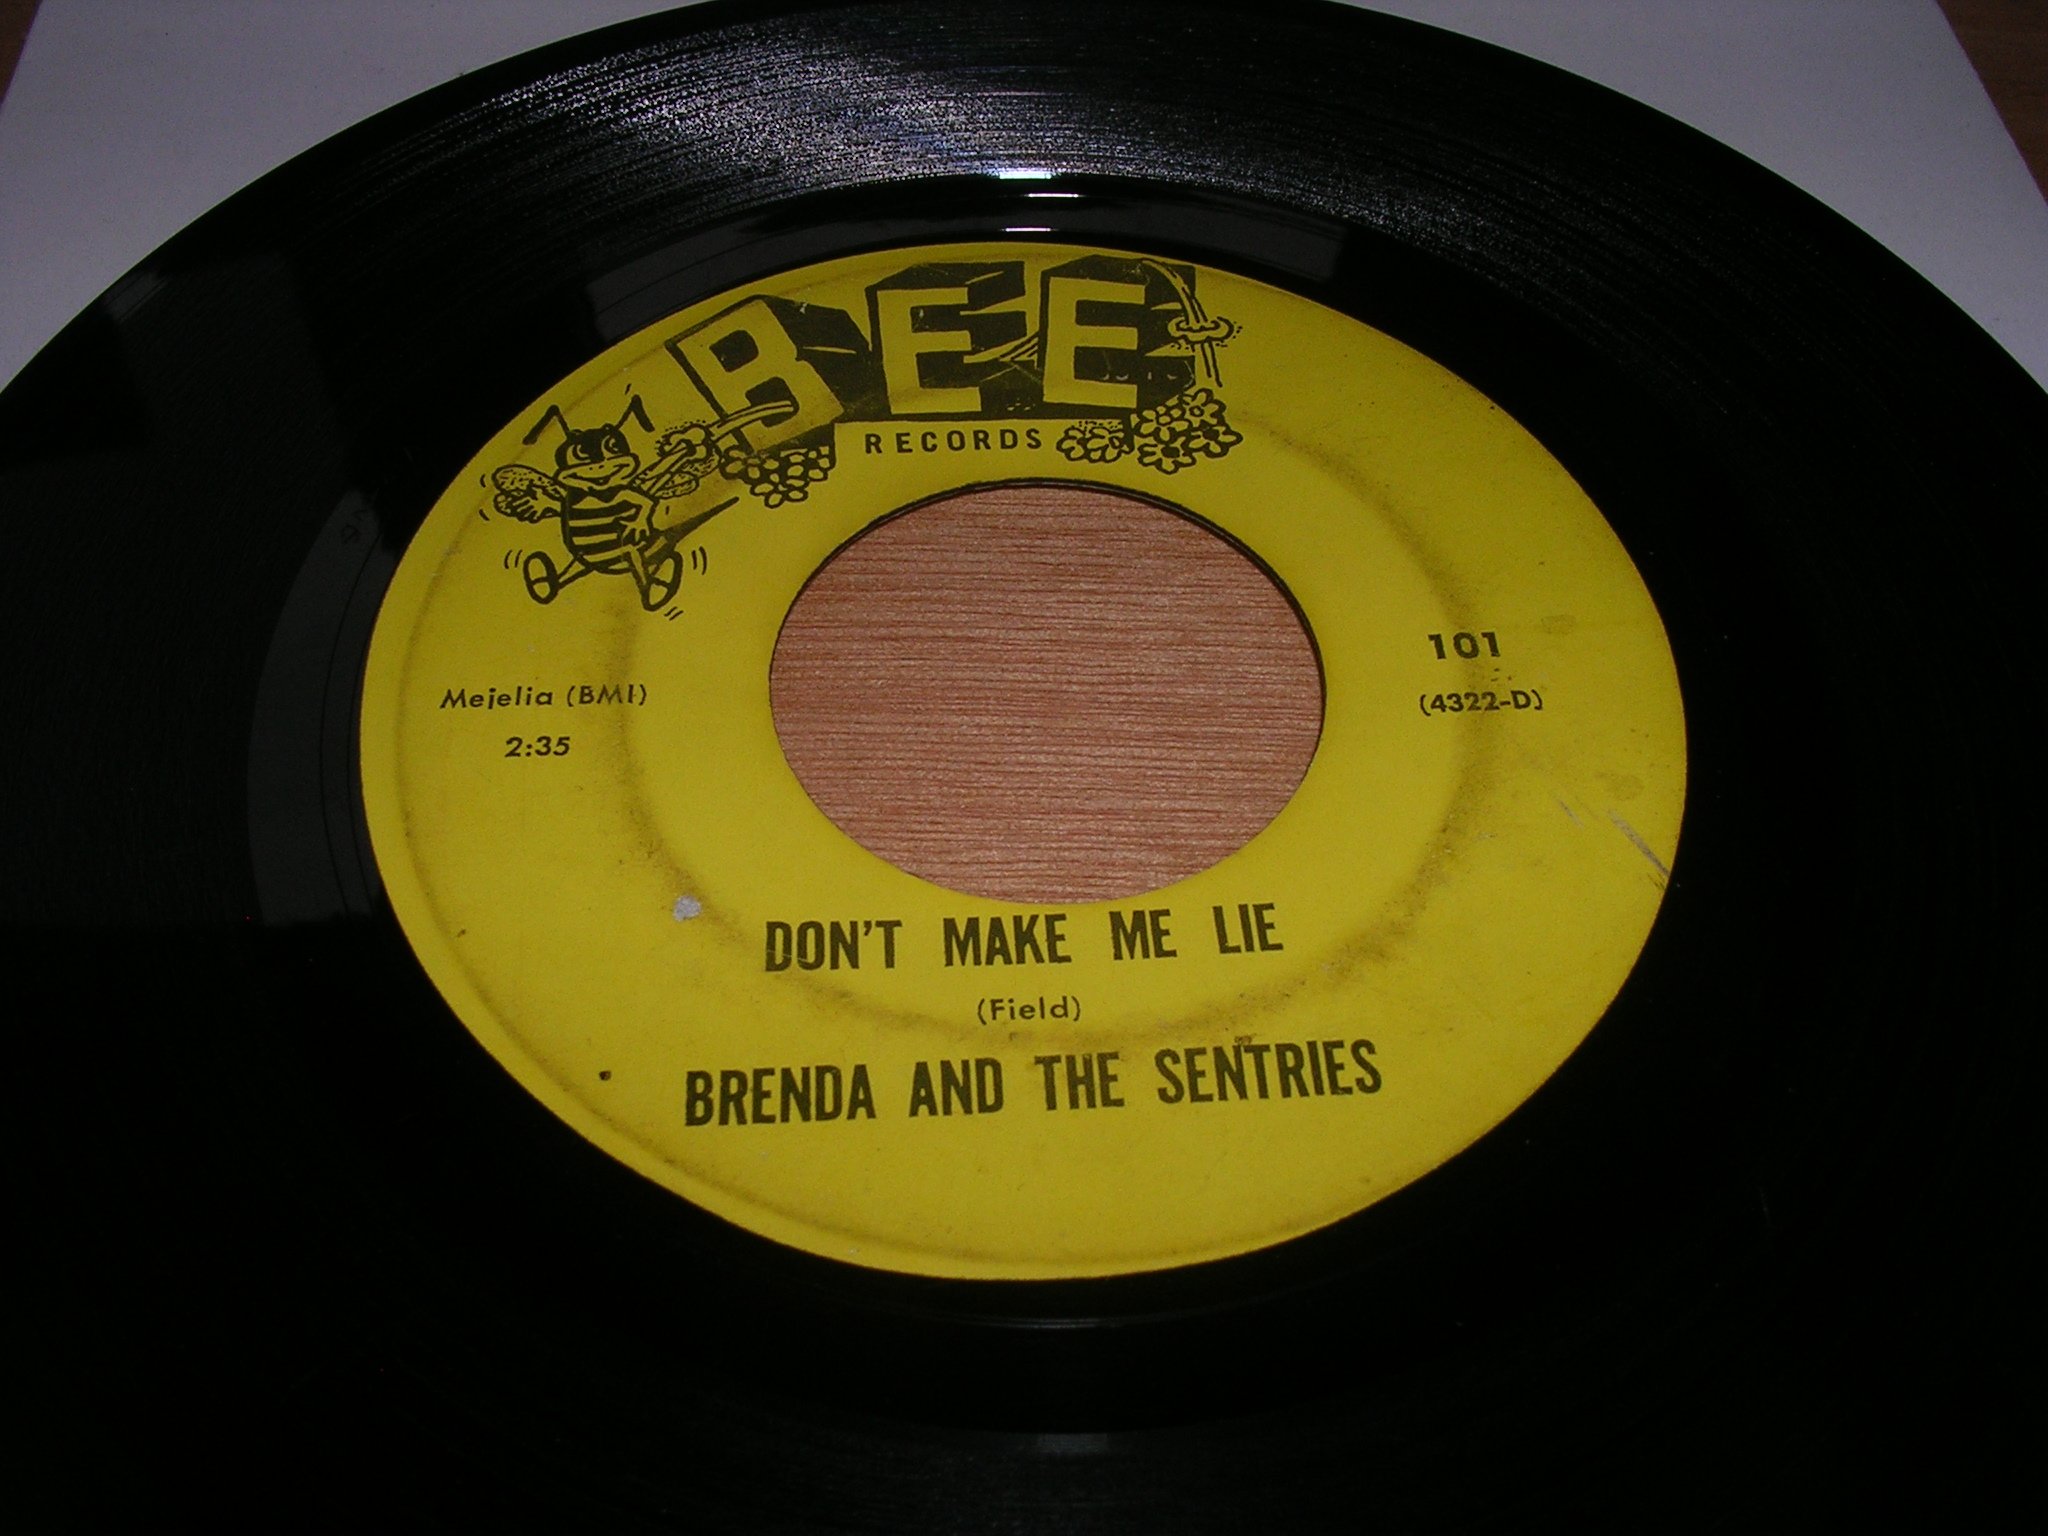 BEE
RECORDS
101
(4322-D)
Mejelia (BMI)
2:35
DON'T MAKE ME LIE
(Field)
BRENDA AND THE SENTRIES